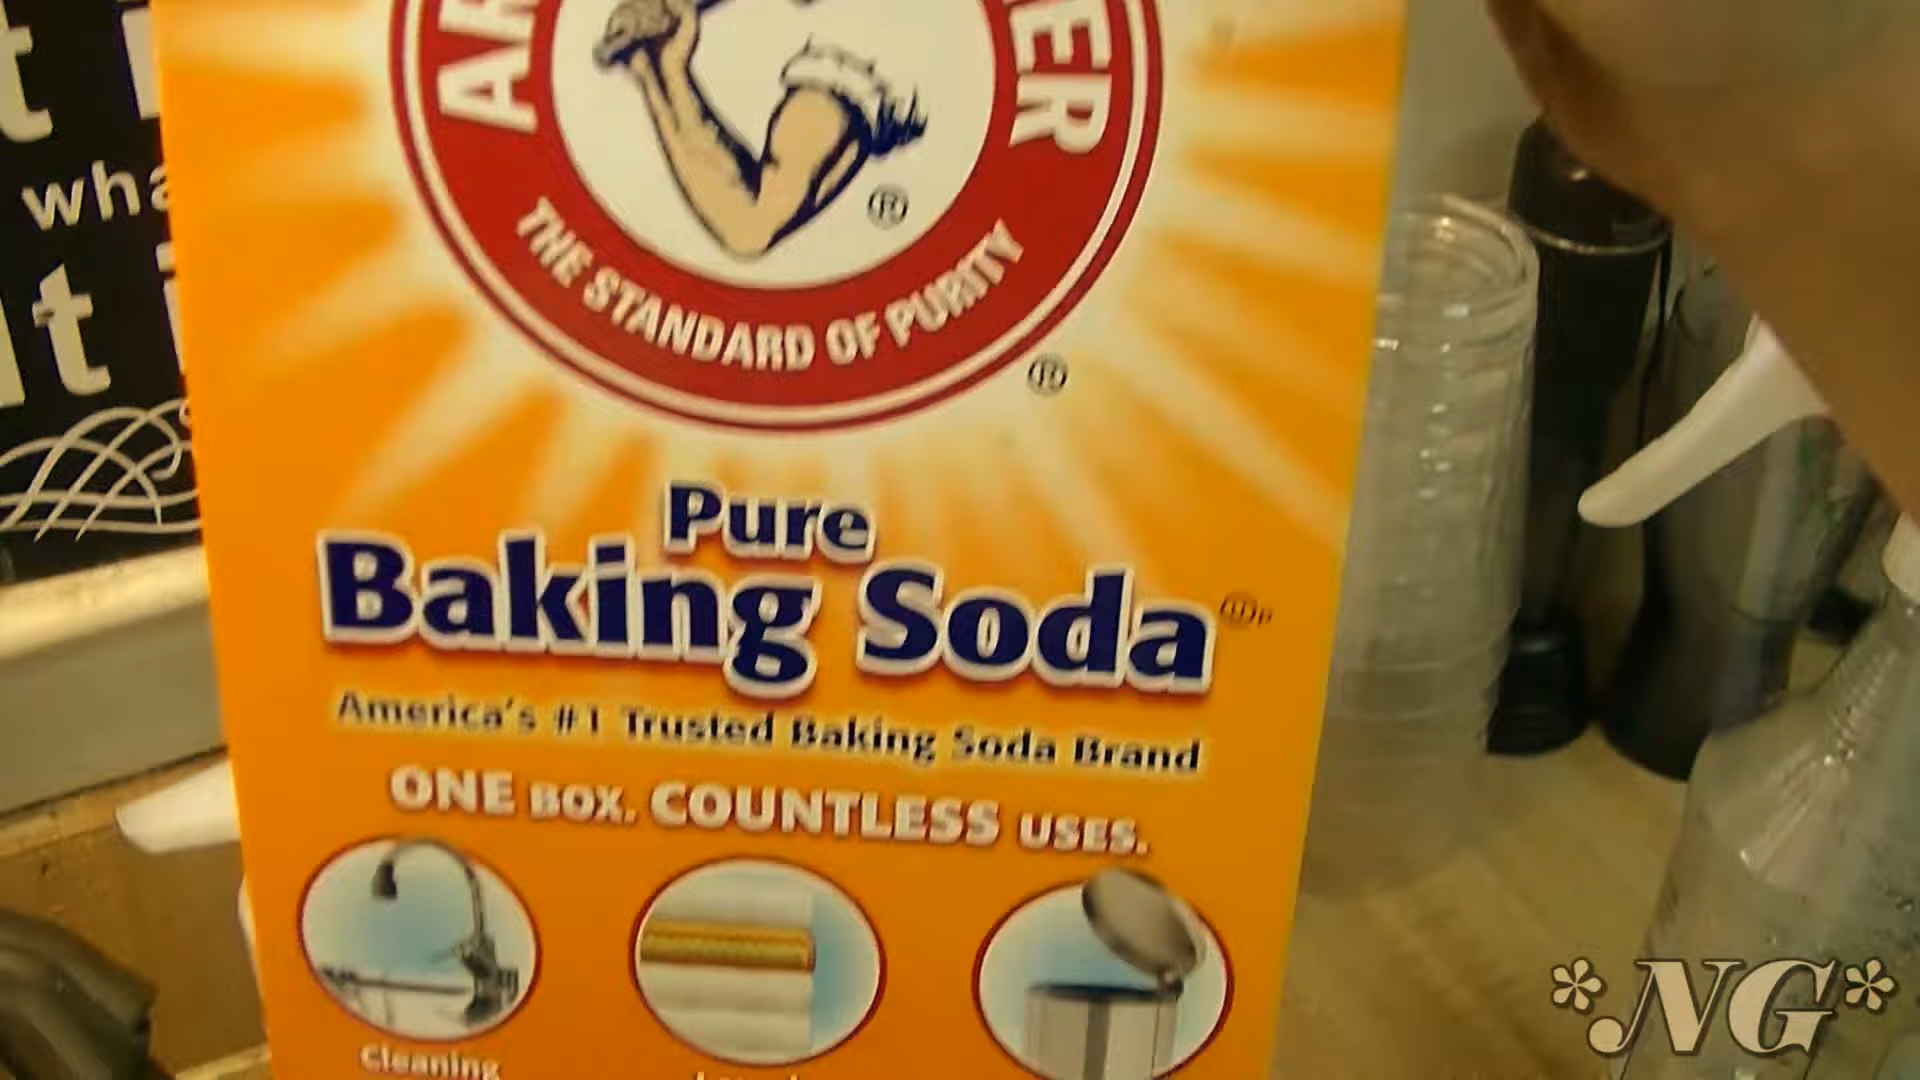 THE STANDARD OF PURITY
®
®
Pure
Baking Soda
America's #1 Trusted Baking Soda Brand
ONE BOX. COUNTLESS USES.
Cleaning
*NG*